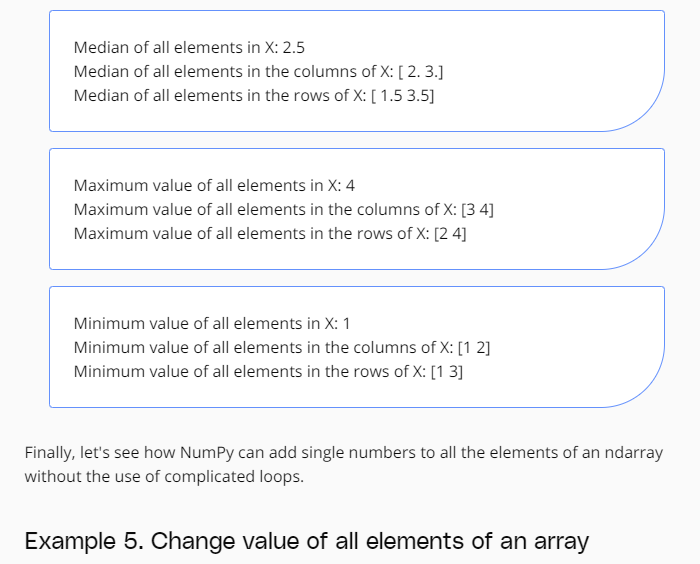 Median of all elements in X: 2.5
Median of all elements in the columns of X: [ 2. 3.]
Median of all elements in the rows of X: [ 1.5 3.5]
Maximum value of all elements in X: 4
Maximum value of all elements in the columns of X: [3 4]
Maximum value of all elements in the rows of X: [2 4]
Minimum value of all elements in X: 1
Minimum value of all elements in the columns of X: [1 2]
Minimum value of all elements in the rows of X: [1 3]
Finally, let's see how NumPy can add single numbers to all the elements of an ndarray
without the use of complicated loops.
Example 5. Change value of all elements of an array